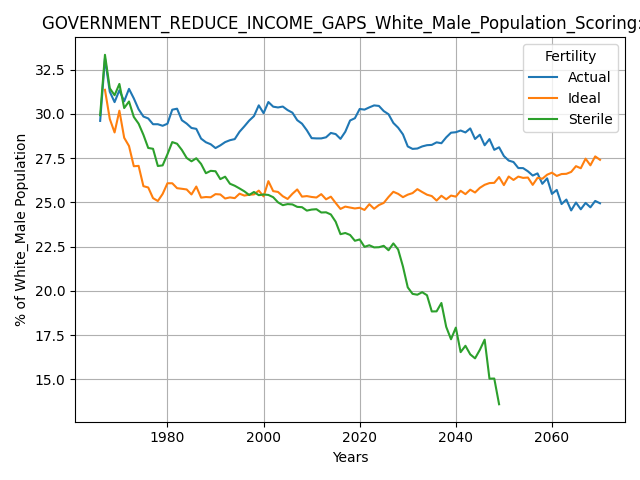 GOVERNMENT_REDUCE_INCOME_GAPS_White_Male_Population_Scoring:
Fertility
Actual
Ideal
Sterile
% of White_Male Population
32.5
30.0
27.5
25.0
22.5
20.0
17.5
15.0
1980
2000
2020
2040
2060
Years